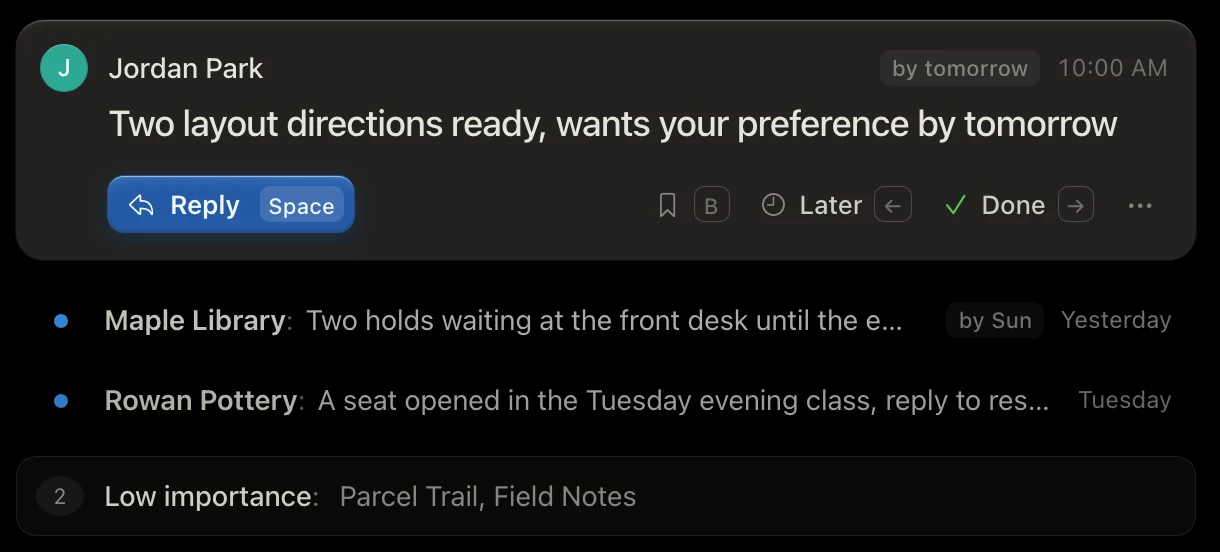 J Jordan Park by tomorrow 10:00 AM
Two layout directions ready, wants your preference by tomorrow
Reply Space B Later ← Done → ...
Maple Library: Two holds waiting at the front desk until the e... by Sun Yesterday
Rowan Pottery: A seat opened in the Tuesday evening class, reply to res... Tuesday
2 Low importance: Parcel Trail, Field Notes